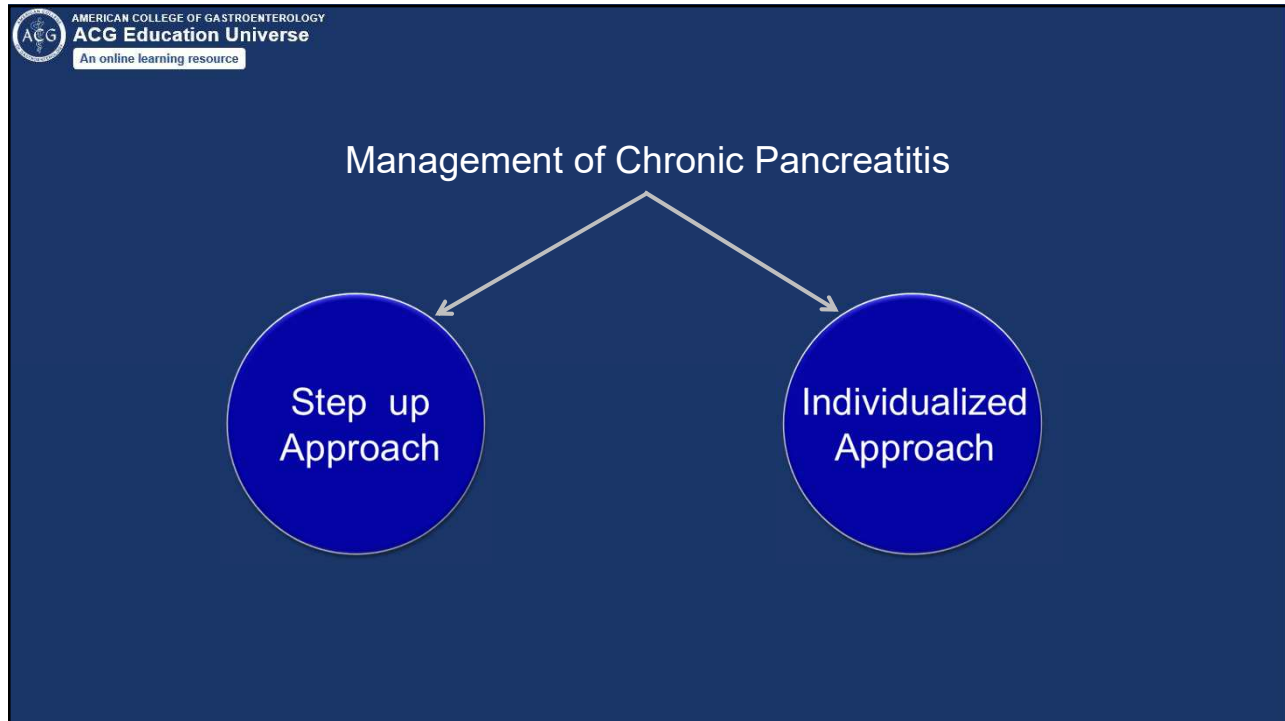 AMERICAN COLLEGE OF GASTROENTEROLOGY
ACG Education Universe
An online learning resource
ACG
Management of Chronic Pancreatitis
Step up
Approach
Individualized
Approach